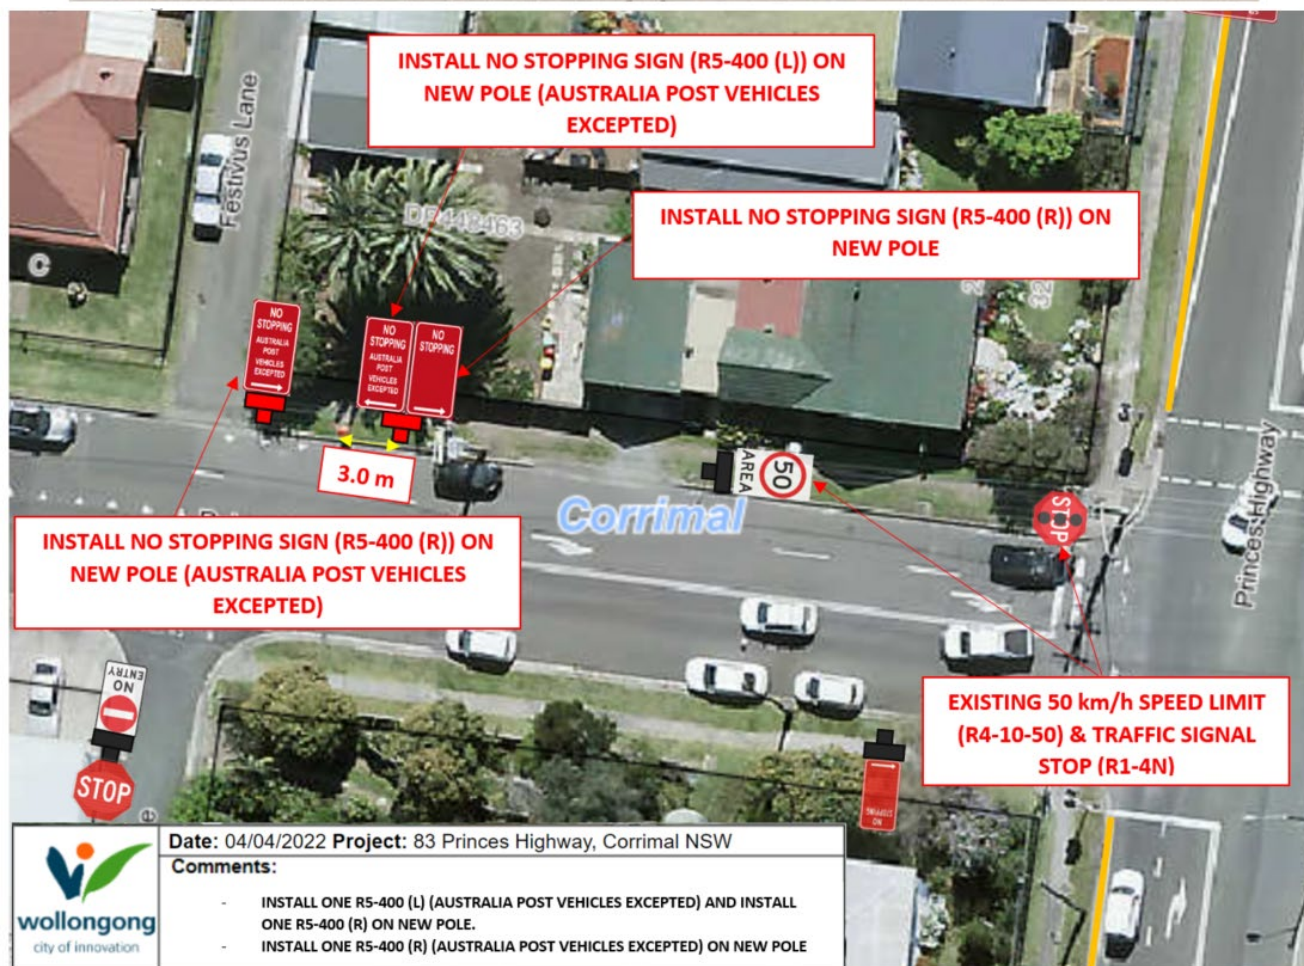 INSTALL NO STOPPING SIGN (R5-400 (L)) ON
NEW POLE (AUSTRALIA POST VEHICLES
EXCEPTED)
Festivus Lane
INSTALL NO STOPPING SIGN (R5-400 (R)) ON
NEW POLE
DP448463
C
NO
STOPPING
AUSTRALIA
POST
VEHICLES
EXCEPTED
NO
STOPPING
AUSTRALIA
POST
VEHICLES
EXCEPTED
NO
STOPPING
3.0 m
50
AREA
Corrimal
STOP
Princes Highway
INSTALL NO STOPPING SIGN (R5-400 (R)) ON
NEW POLE (AUSTRALIA POST VEHICLES
EXCEPTED)
NO
ENTRY
STOP
NO
STOPPING
EXISTING 50 km/h SPEED LIMIT
(R4-10-50) & TRAFFIC SIGNAL
STOP (R1-4N)
wollongong
city of innovation
Date: 04/04/2022 Project: 83 Princes Highway, Corrimal NSW
Comments:
- INSTALL ONE R5-400 (L) (AUSTRALIA POST VEHICLES EXCEPTED) AND INSTALL
ONE R5-400 (R) ON NEW POLE.
- INSTALL ONE R5-400 (R) (AUSTRALIA POST VEHICLES EXCEPTED) ON NEW POLE